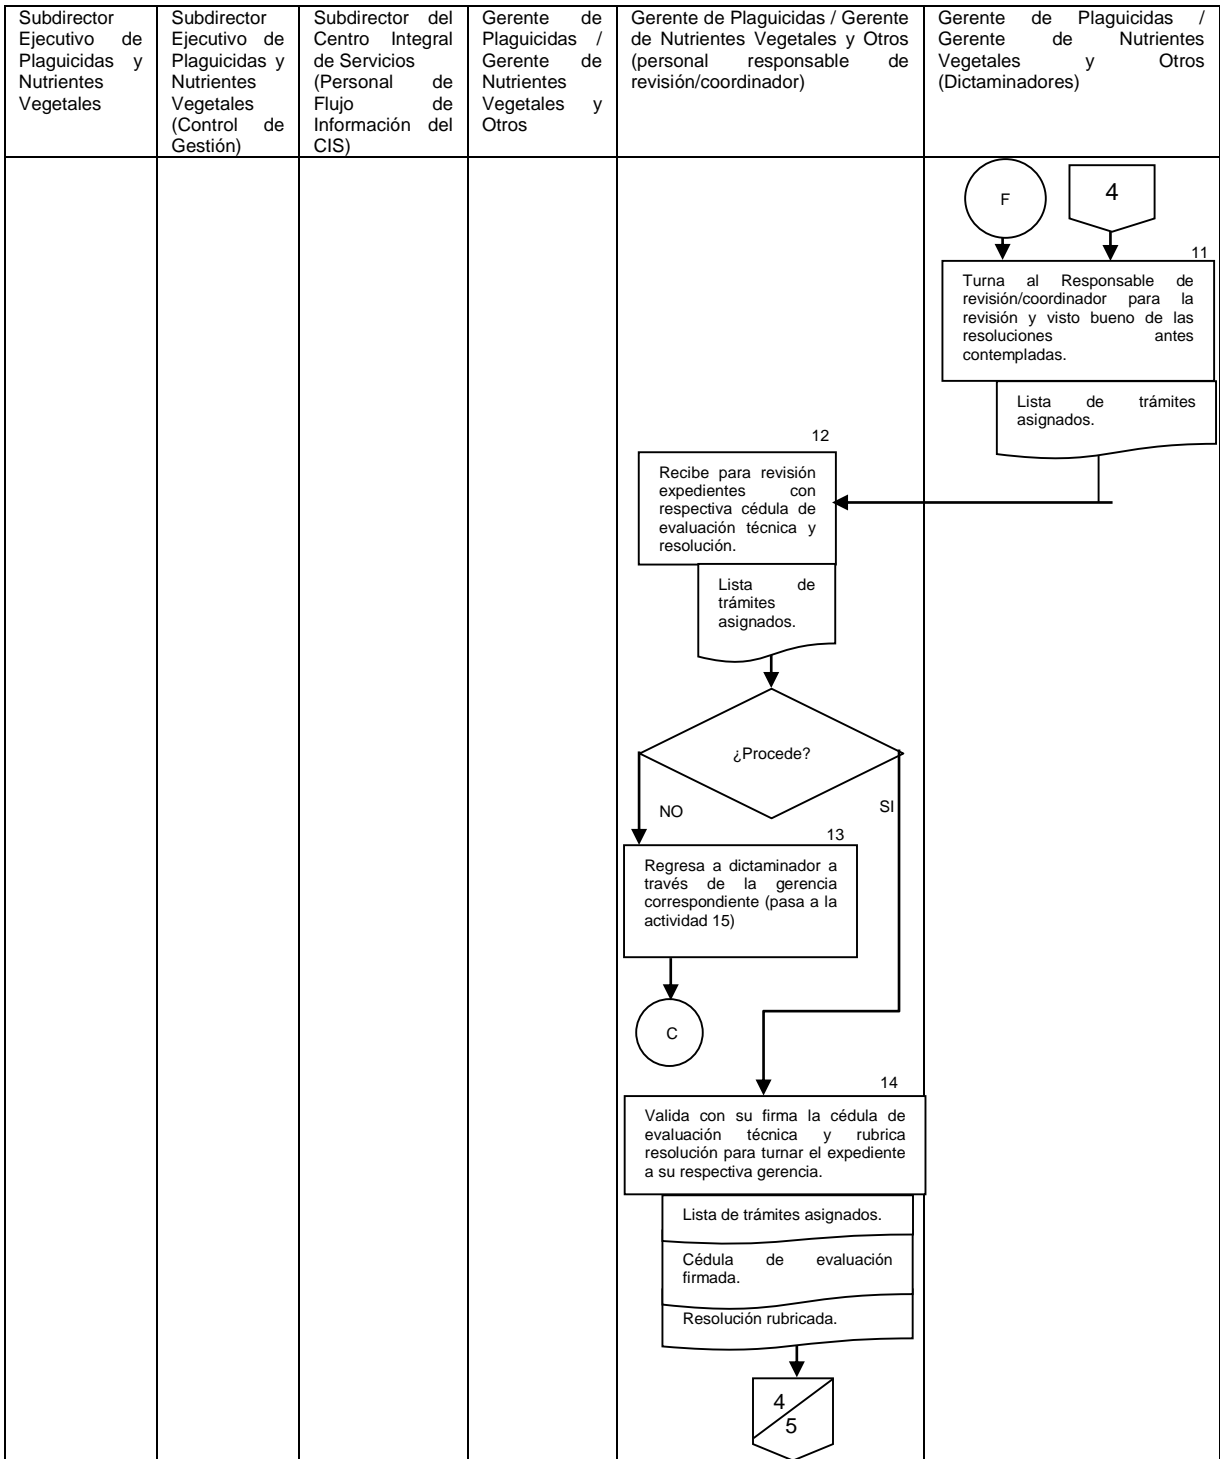 Subdirector
Ejecutivo de
Plaguicidas y
Nutrientes
Vegetales
Subdirector
Ejecutivo de
Plaguicidas y
Nutrientes
Vegetales
(Control de
Gestión)
Subdirector del
Centro Integral
de Servicios
(Personal de
Flujo de
Información del
CIS)
Gerente de
Plaguicidas /
Gerente de
Nutrientes
Vegetales y
Otros
Gerente de Plaguicidas / Gerente
de Nutrientes Vegetales y Otros
(personal responsable de
revisión/coordinador)
Gerente de Plaguicidas /
Gerente de Nutrientes
Vegetales y Otros
(Dictaminadores)
F
4
11
Turna al Responsable de
revisión/coordinador para la
revisión y visto bueno de las
resoluciones antes
contempladas.
Lista de trámites
asignados.
12
Recibe para revisión
expedientes con
respectiva cédula de
evaluación técnica y
resolución.
Lista de
trámites
asignados.
¿Procede?
NO
SI
13
Regresa a dictaminador a
través de la gerencia
correspondiente (pasa a la
actividad 15)
C
14
Valida con su firma la cédula de
evaluación técnica y rubrica
resolución para turnar el expediente
a su respectiva gerencia.
Lista de trámites asignados.
Cédula de evaluación
firmada.
Resolución rubricada.
4
5